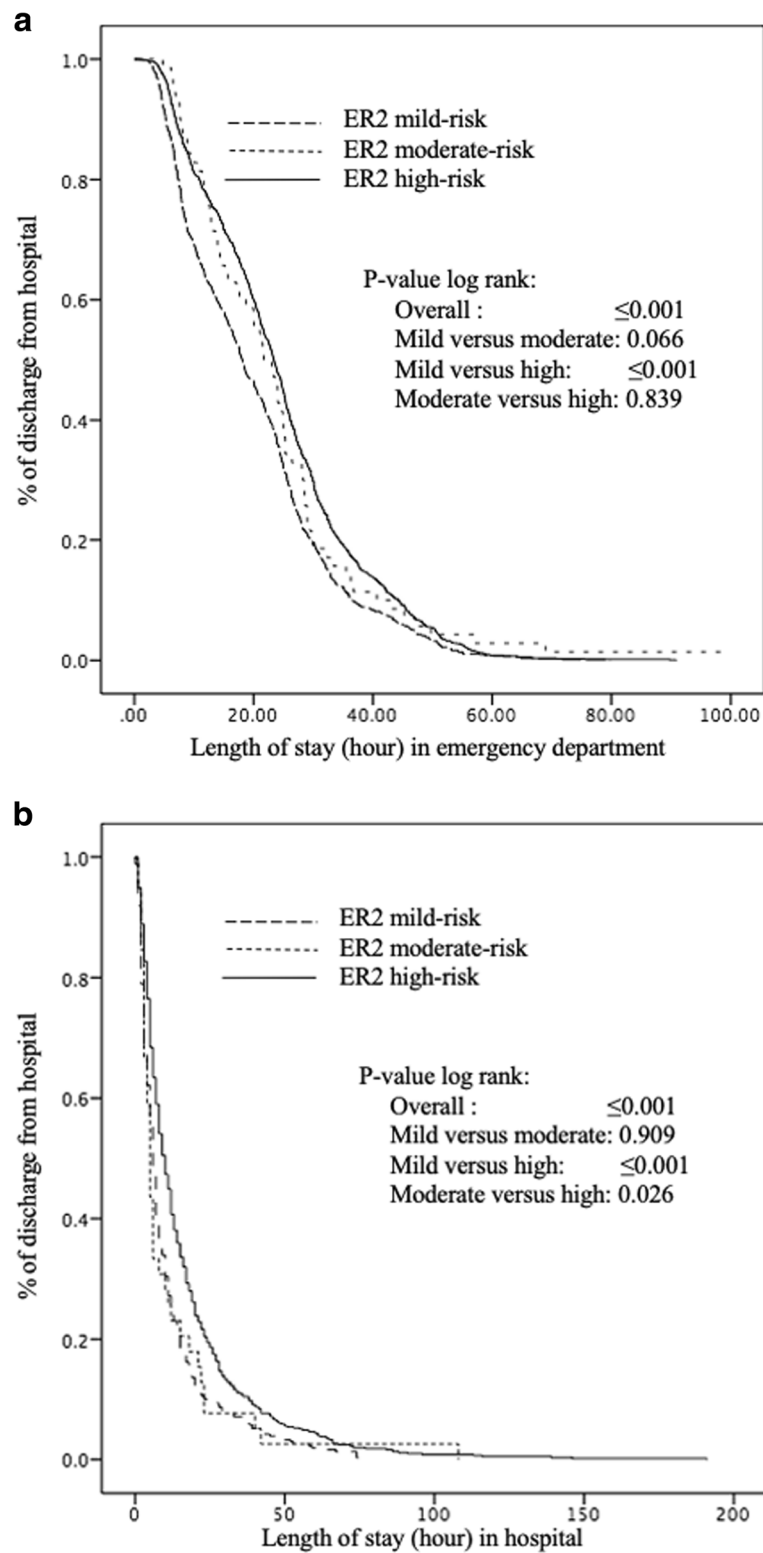 a
1.0
0.8
0.6
0.4
0.2
0.0
% of discharge from hospital
ER2 mild-risk
ER2 moderate-risk
ER2 high-risk
P-value log rank:
Overall : ≤0.001
Mild versus moderate: 0.066
Mild versus high: ≤0.001
Moderate versus high: 0.839
.00 20.00 40.00 60.00 80.00 100.00
Length of stay (hour) in emergency department
b
1.0
0.8
0.6
0.4
0.2
0.0
% of discharge from hospital
ER2 mild-risk
ER2 moderate-risk
ER2 high-risk
P-value log rank:
Overall : ≤0.001
Mild versus moderate: 0.909
Mild versus high: ≤0.001
Moderate versus high: 0.026
0 50 100 150 200
Length of stay (hour) in hospital